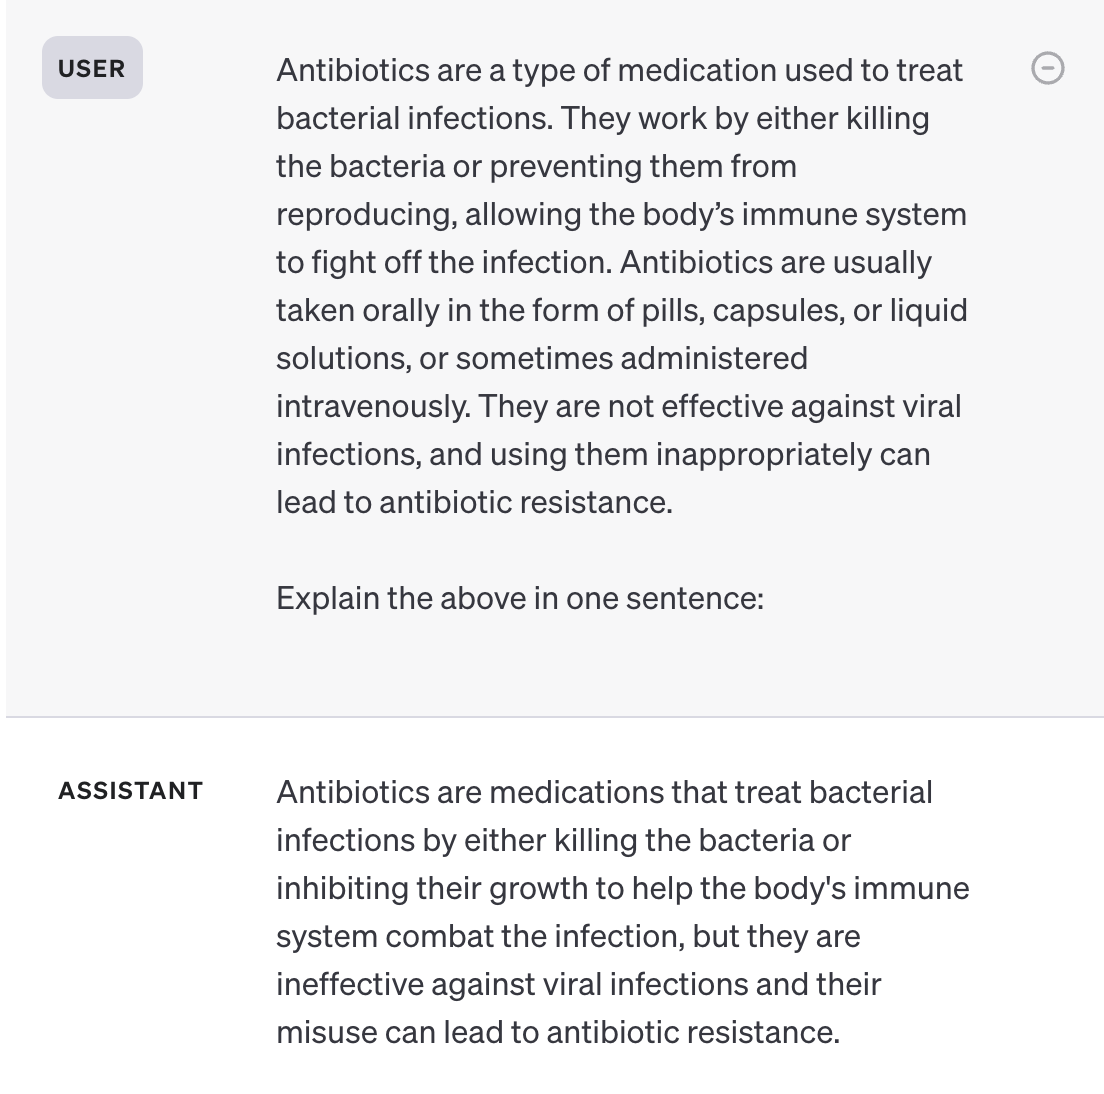 USER
Antibiotics are a type of medication used to treat
bacterial infections. They work by either killing
the bacteria or preventing them from
reproducing, allowing the body’s immune system
to fight off the infection. Antibiotics are usually
taken orally in the form of pills, capsules, or liquid
solutions, or sometimes administered
intravenously. They are not effective against viral
infections, and using them inappropriately can
lead to antibiotic resistance.
Explain the above in one sentence:
ASSISTANT
Antibiotics are medications that treat bacterial
infections by either killing the bacteria or
inhibiting their growth to help the body's immune
system combat the infection, but they are
ineffective against viral infections and their
misuse can lead to antibiotic resistance.